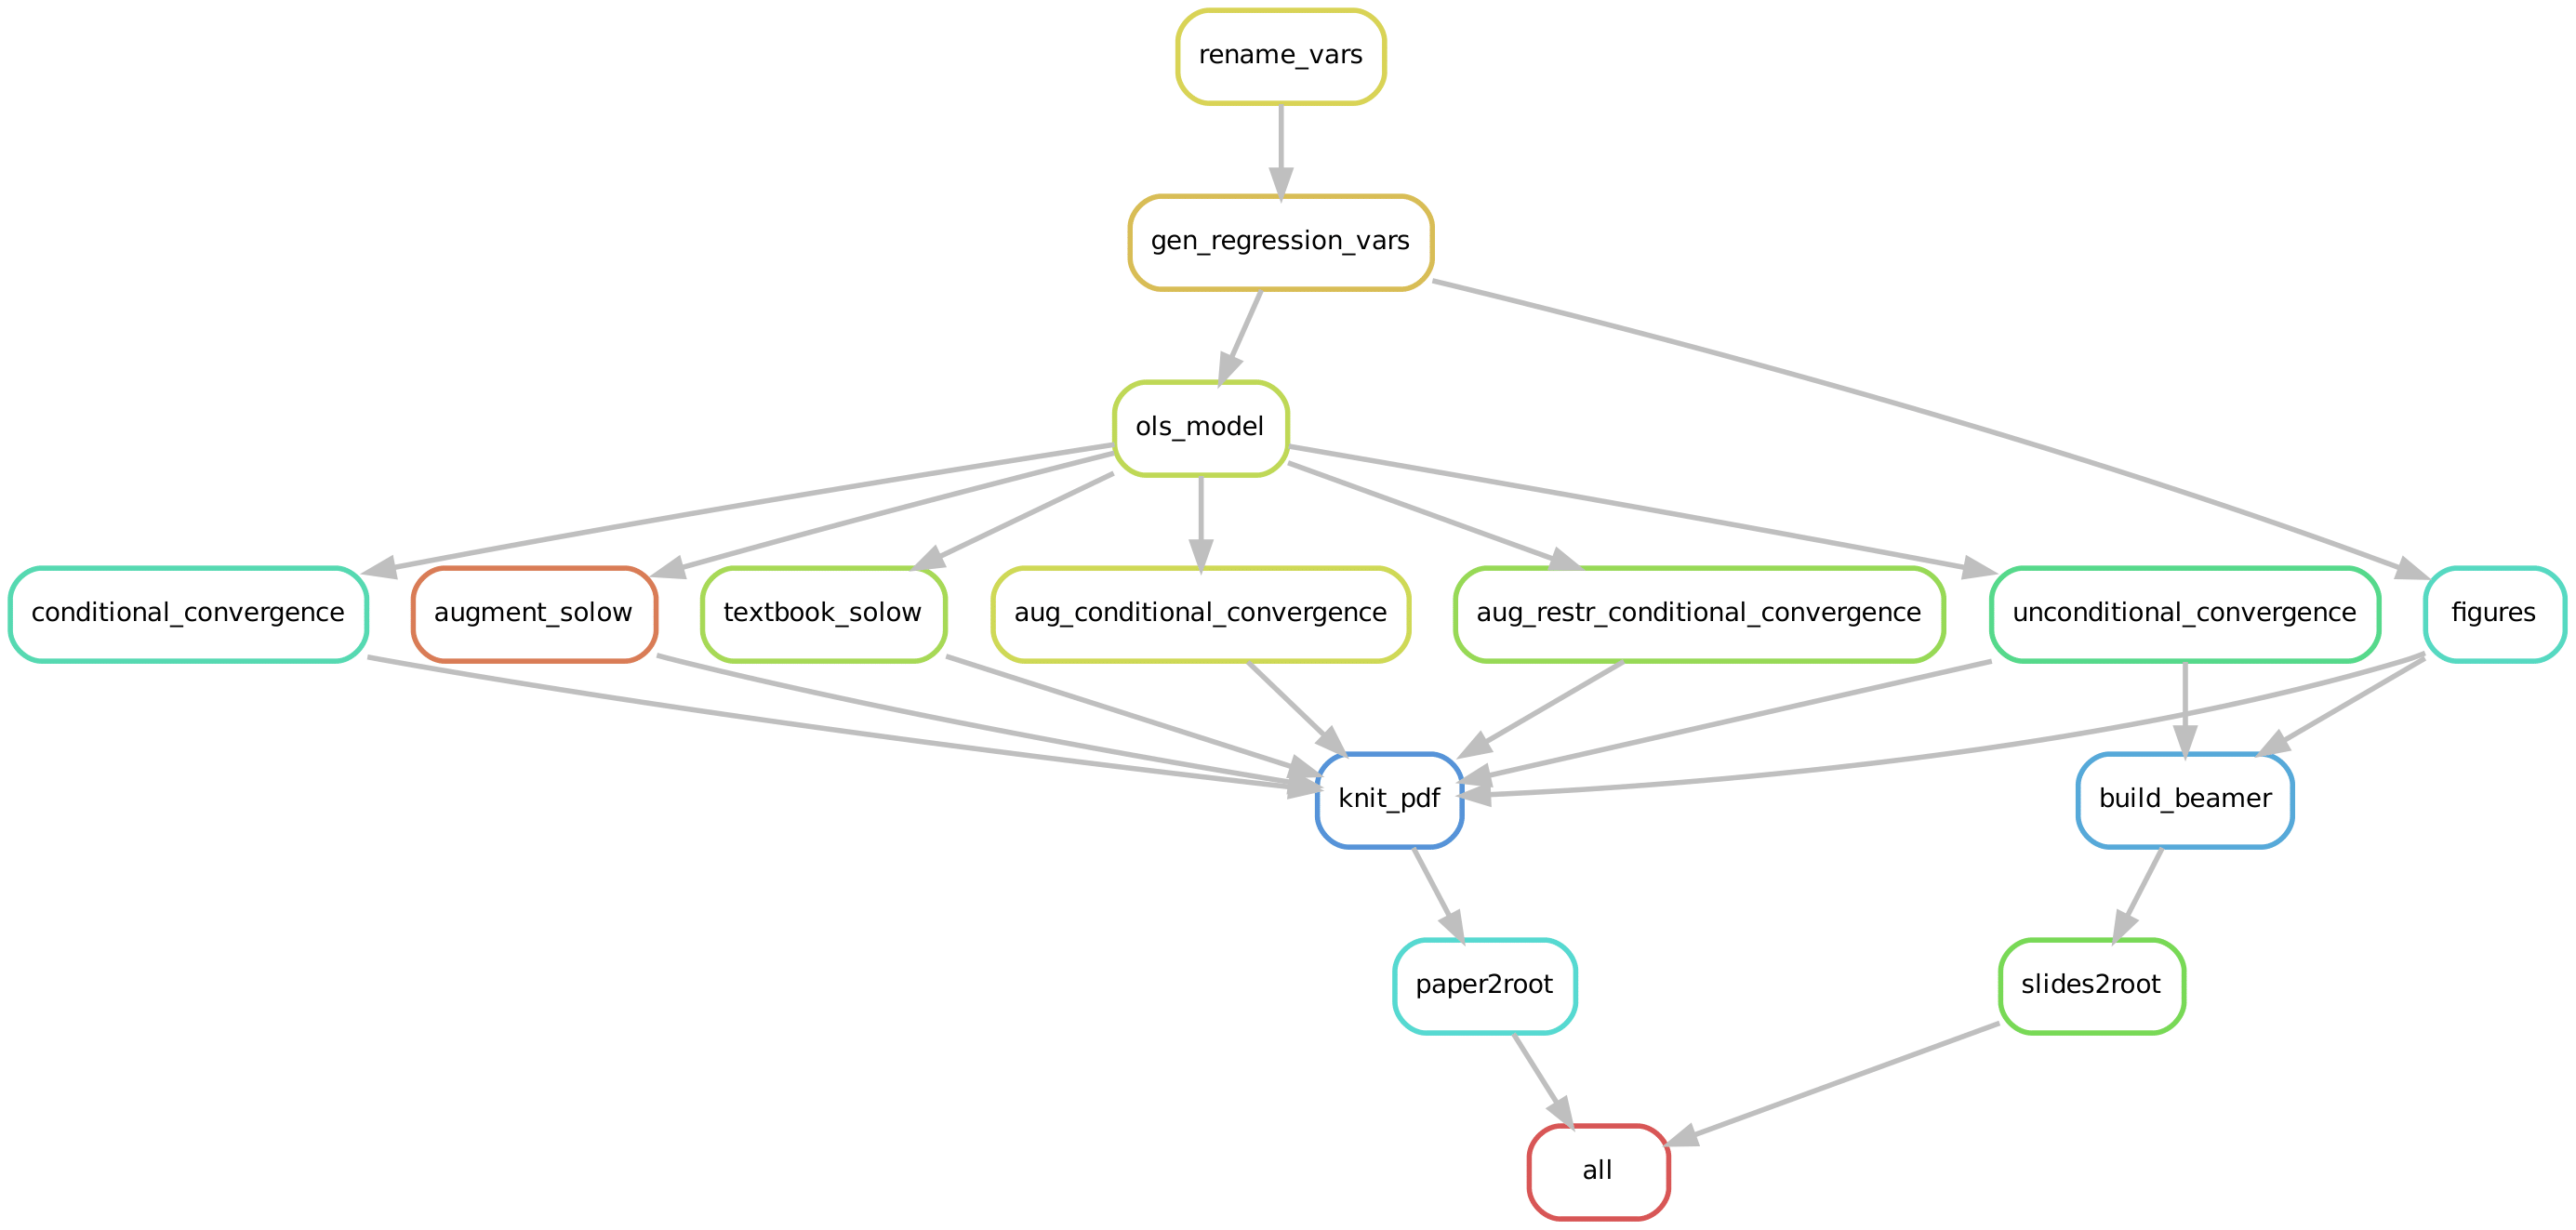 rename_vars
gen_regression_vars
ols_model
conditional_convergence
augment_solow
textbook_solow
aug_conditional_convergence
aug_restr_conditional_convergence
unconditional_convergence
figures
knit_pdf
build_beamer
paper2root
slides2root
all